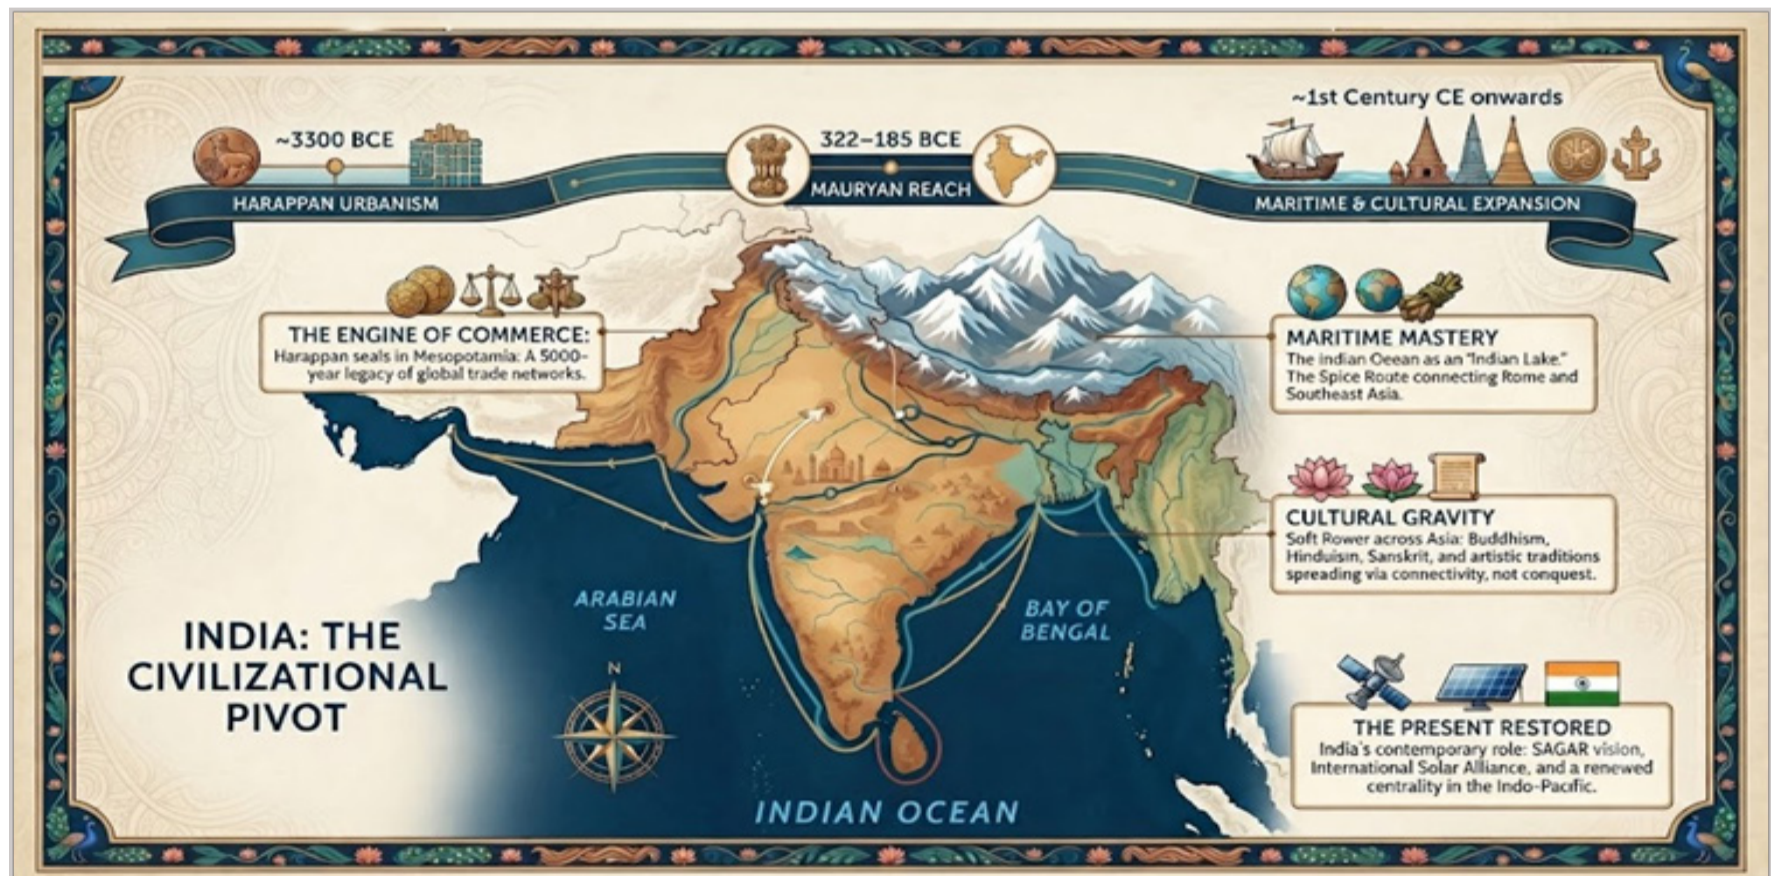 ~3300 BCE
HARAPPAN URBANISM
322–185 BCE
MAURYAN REACH
~1st Century CE onwards
MARITIME & CULTURAL EXPANSION
THE ENGINE OF COMMERCE:
Harappan seals in Mesopotamia: A 5000-
year legacy of global trade networks.
MARITIME MASTERY
The Indian Oeean as an "Indian Lake."
The Spice Route connecting Rome and
Southeast Asia.
CULTURAL GRAVITY
Soft Rower across Asia: Buddhism,
Hinduism, Sanskrit, and artistic traditions
spreading via connectivity, not conquest.
ARABIAN
SEA
BAY OF
BENGAL
INDIA: THE
CIVILIZATIONAL
PIVOT
N
THE PRESENT RESTORED
India's contemporary role: SAGAR vision,
International Solar Alliance, and a renewed
centrality in the Indo-Pacific.
INDIAN OCEAN